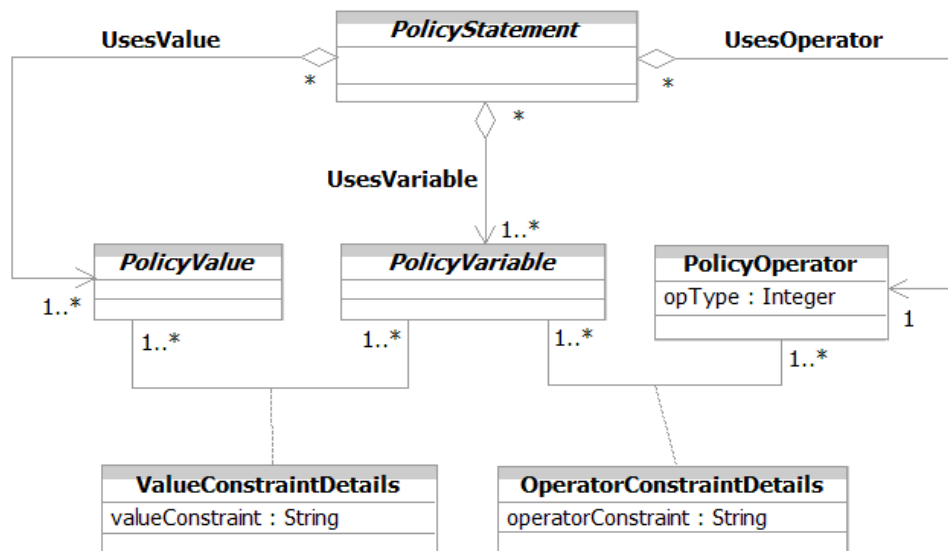 PolicyStatement
UsesValue
UsesOperator
*
*
*
UsesVariable
1..*
PolicyValue
PolicyVariable
PolicyOperator
opType : Integer
1..*
1
1..*
1..*
1..*
1..*
ValueConstraintDetails
valueConstraint : String
OperatorConstraintDetails
operatorConstraint : String